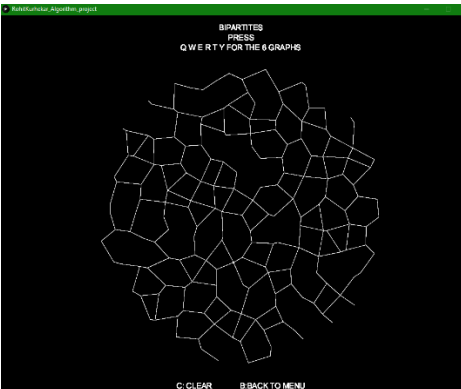 RohitKurhekar_Algorithm_project
BIPARTITES
PRESS
Q W E R T Y FOR THE 6 GRAPHS
C: CLEAR B:BACK TO MENU